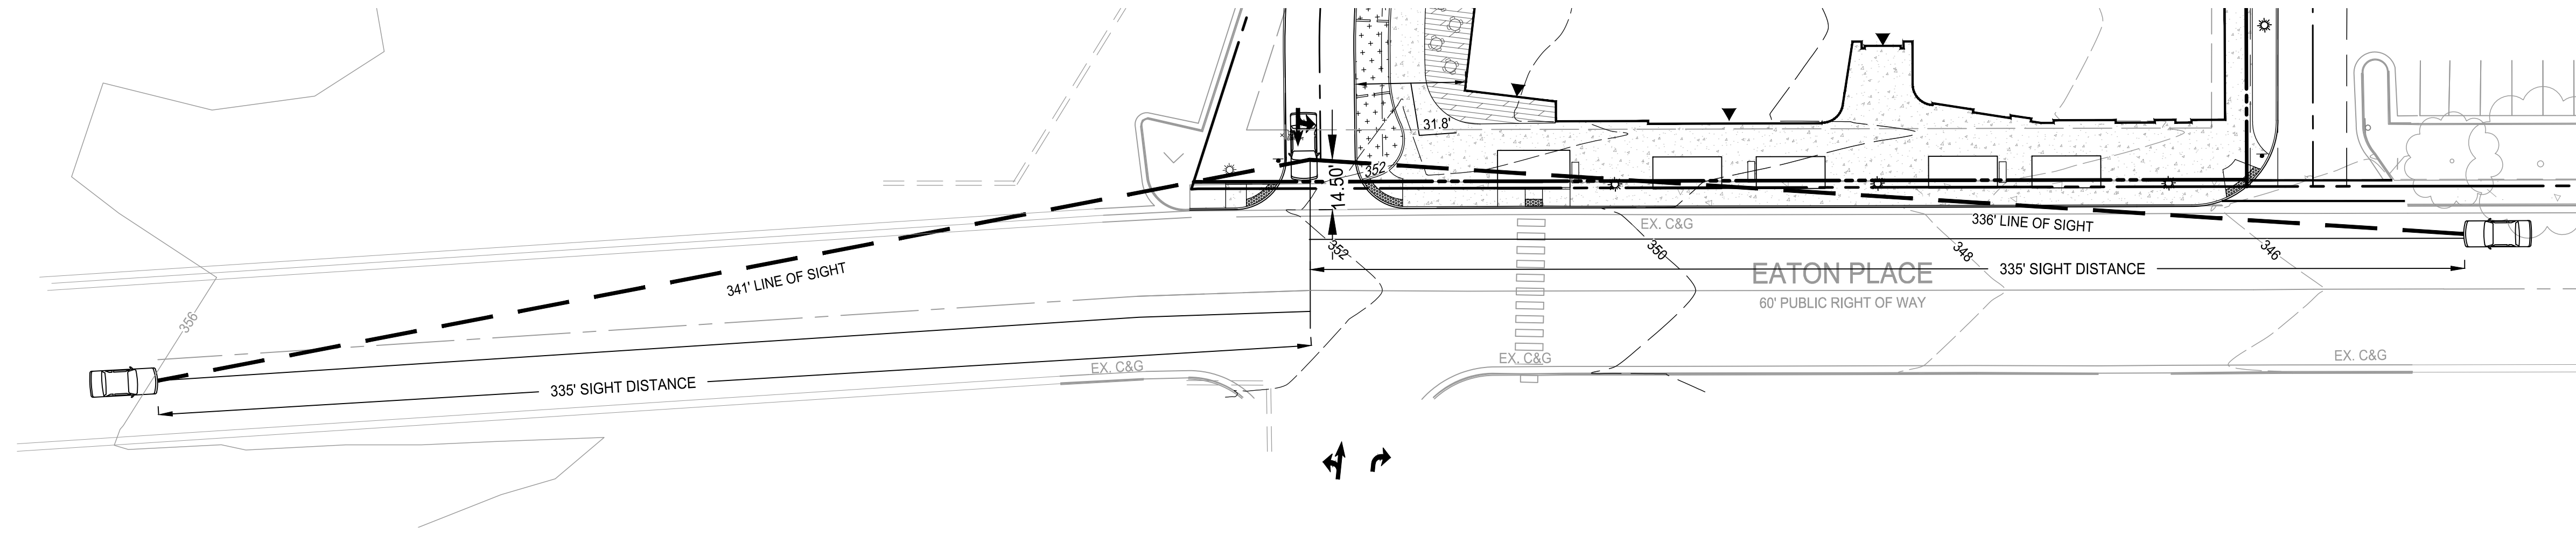 31.8'
352
14.50'
336' LINE OF SIGHT
EX. C&G
352
350
348
346
341' LINE OF SIGHT
EATON PLACE
335' SIGHT DISTANCE
60' PUBLIC RIGHT OF WAY
356
EX. C&G
EX. C&G
EX. C&G
335' SIGHT DISTANCE